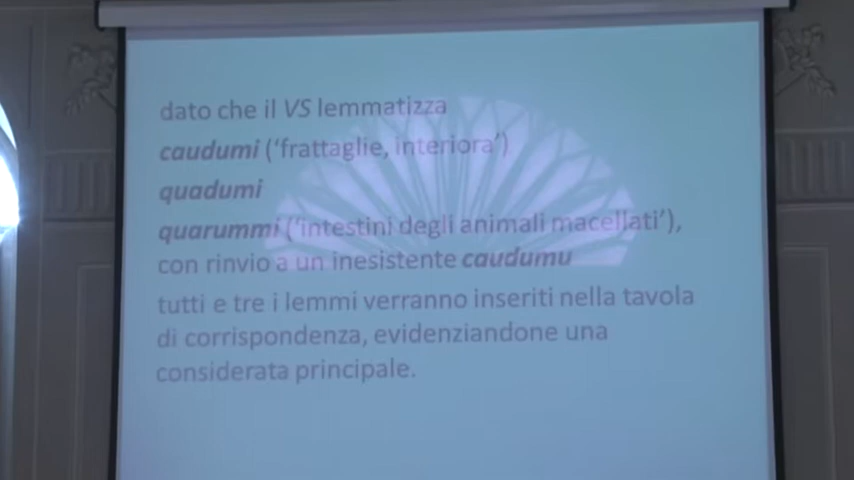 dato che il VS lemmatizza
caudumi (‘frattaglie, interiora’)
quadumi
quarummi (‘intestini degli animali macellati’),
con rinvio a un inesistente caudumu
tutti e tre i lemmi verranno inseriti nella tavola
di corrispondenza, evidenziandone una
considerata principale.